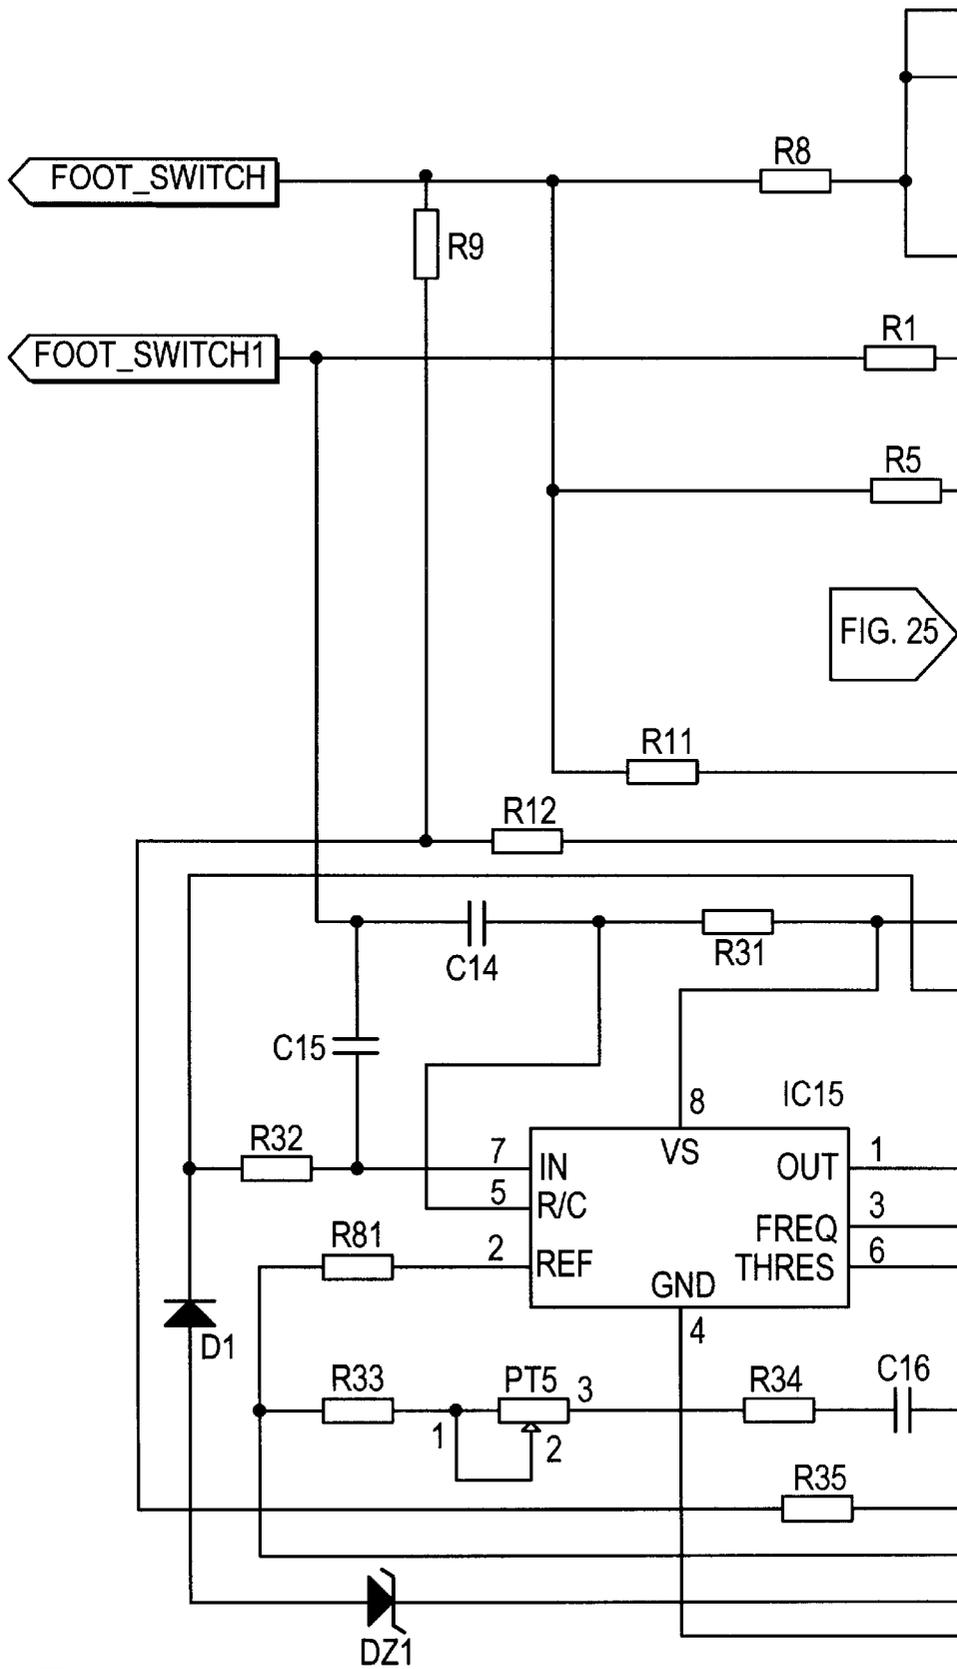 R8
FOOT_SWITCH
R9
R1
FOOT_SWITCH1
R5
FIG. 25
R11
R12
C14
R31
C15
8
IC15
R32
7
IN
VS
OUT
1
5
R/C
3
R81
2
REF
FREQ
6
GND
THRES
4
D1
R33
PT5
3
R34
C16
1
2
R35
DZ1